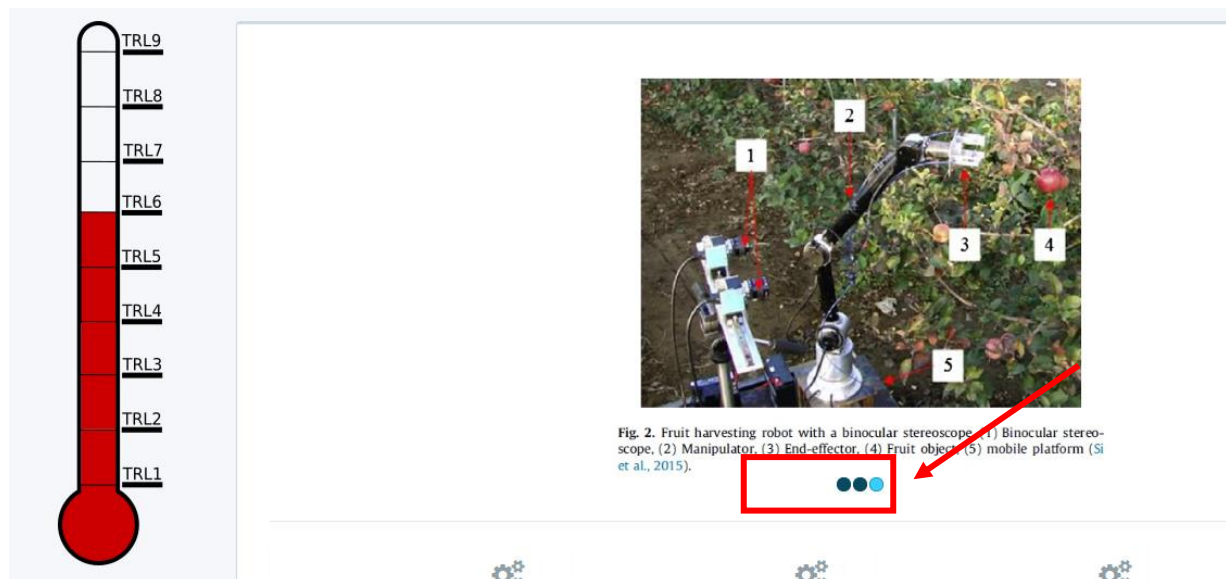 TRL9
TRL8
TRL7
TRL6
TRL5
TRL4
TRL3
TRL2
TRL1
1
2
3
4
5
Fig. 2. Fruit harvesting robot with a binocular stereoscope, (1) Binocular stereo-
scope, (2) Manipulator, (3) End-effector, (4) Fruit object, (5) mobile platform (Si
et al., 2015).